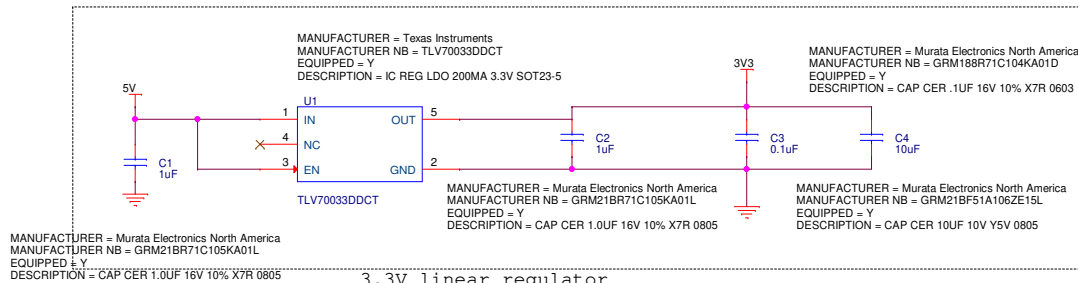 MANUFACTURER = Texas Instruments
MANUFACTURER NB = TLV70033DDCT
EQUIPPED = Y
DESCRIPTION = IC REG LDO 200MA 3.3V SOT23-5
MANUFACTURER = Murata Electronics North America
MANUFACTURER NB = GRM188R71C104KA01D
EQUIPPED = Y
DESCRIPTION = CAP CER .1UF 16V 10% X7R 0603
5V
3V3
U1
1
IN
OUT
5
4
NC
3
EN
GND
2
TLV70033DDCT
C1
1uF
C2
1uF
C3
0.1uF
C4
10uF
MANUFACTURER = Murata Electronics North America
MANUFACTURER NB = GRM21BR71C105KA01L
EQUIPPED = Y
DESCRIPTION = CAP CER 1.0UF 16V 10% X7R 0805
MANUFACTURER = Murata Electronics North America
MANUFACTURER NB = GRM21BF51A106ZE15L
EQUIPPED = Y
DESCRIPTION = CAP CER 10UF 10V Y5V 0805
MANUFACTURER = Murata Electronics North America
MANUFACTURER NB = GRM21BR71C105KA01L
EQUIPPED = Y
DESCRIPTION = CAP CER 1.0UF 16V 10% X7R 0805
3.3V linear regulator